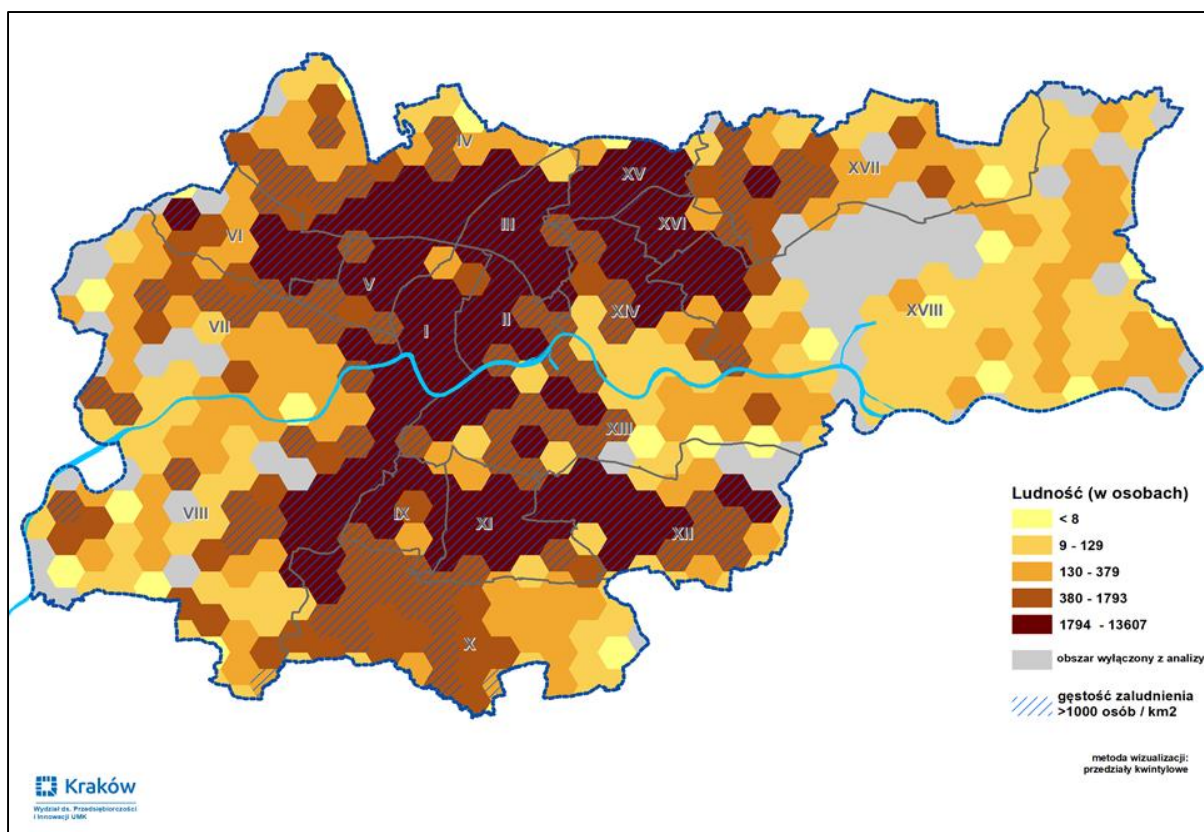 IV
XV
XVII
III
XVI
VI
V
XVIII
VII
I
II
XIV
XIII
VIII
IX
XI
XII
X
Ludność (w osobach)
< 8
9 - 129
130 - 379
380 - 1793
1794 - 13607
obszar wyłączony z analizy
gęstość zaludnienia
>1000 osób / km2
metoda wizualizacji:
przedziały kwintylowe
Kraków
Wydział ds. Przedsiębiorczości
i Innowacji UMK